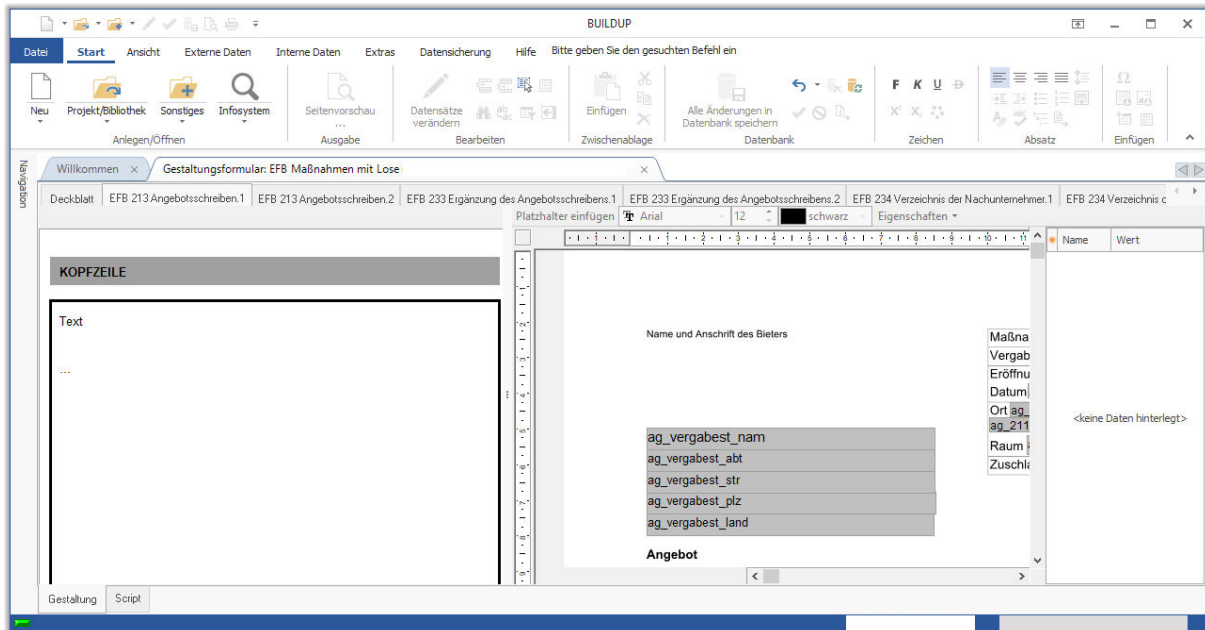 BUILDUP
Datei Start Ansicht Externe Daten Interne Daten Extras Datensicherung Hilfe Bitte geben Sie den gesuchten Befehl ein
Neu Projekt/Bibliothek Sonstiges Infosystem Seitenvorschau ... Datensätze verändern Einfügen Alle Änderungen in Datenbank speichern F K U D
Anlegen/Öffnen Ausgabe Bearbeiten Zwischenablage Datenbank Zeichen Absatz Einfügen
Navigation
Willkommen × Gestaltungsformular: EFB Maßnahmen mit Lose ×
Deckblatt EFB 213 Angebotsschreiben.1 EFB 213 Angebotsschreiben.2 EFB 233 Ergänzung des Angebotsschreibens.1 EFB 233 Ergänzung des Angebotsschreibens.2 EFB 234 Verzeichnis der Nachunternehmer.1 EFB 234 Verzeichnis
Platzhalter einfügen Arial 12 schwarz Eigenschaften
Name Wert
KOPFZEILE
Text
...
Name und Anschrift des Bieters
Maßna
Vergab
Eröffnu
Datum
Ort ag_
ag_211
Raum
Zuschla
<keine Daten hinterlegt>
ag_vergabest_nam
ag_vergabest_abt
ag_vergabest_str
ag_vergabest_plz
ag_vergabest_land
Angebot
Gestaltung Script